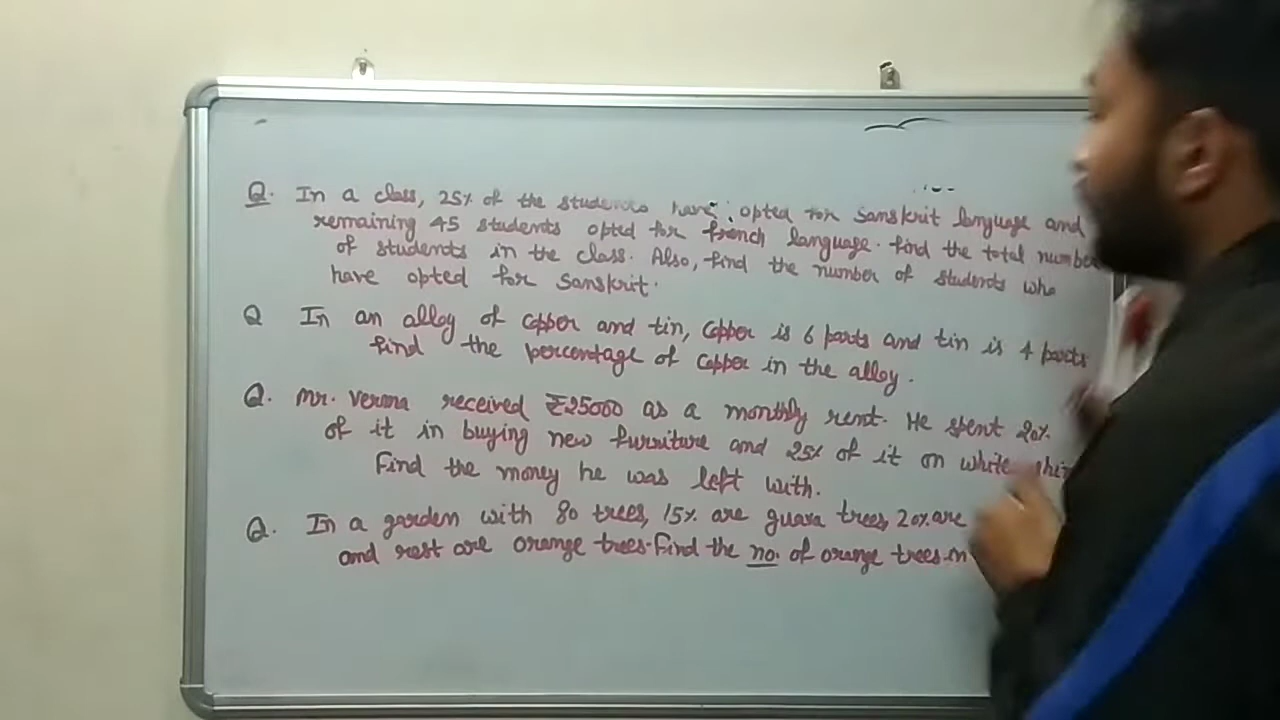 Q. In a class, 25% of the students have opted for Sanskrit language and
remaining 45 students opted for french language. find the total number
of students in the class. Also, find the number of students who
have opted for Sanskrit.
Q In an alloy of copper and tin, copper is 6 parts and tin is 4 parts
find the percentage of copper in the alloy.
Q. Mr. Verma received ₹25000 as a monthly rent. He spent 20%
of it in buying new furniture and 25% of it on white
Find the money he was left with.
Q. In a garden with 80 trees, 15% are guava trees, 20% are
and rest are orange trees. Find the no. of orange trees